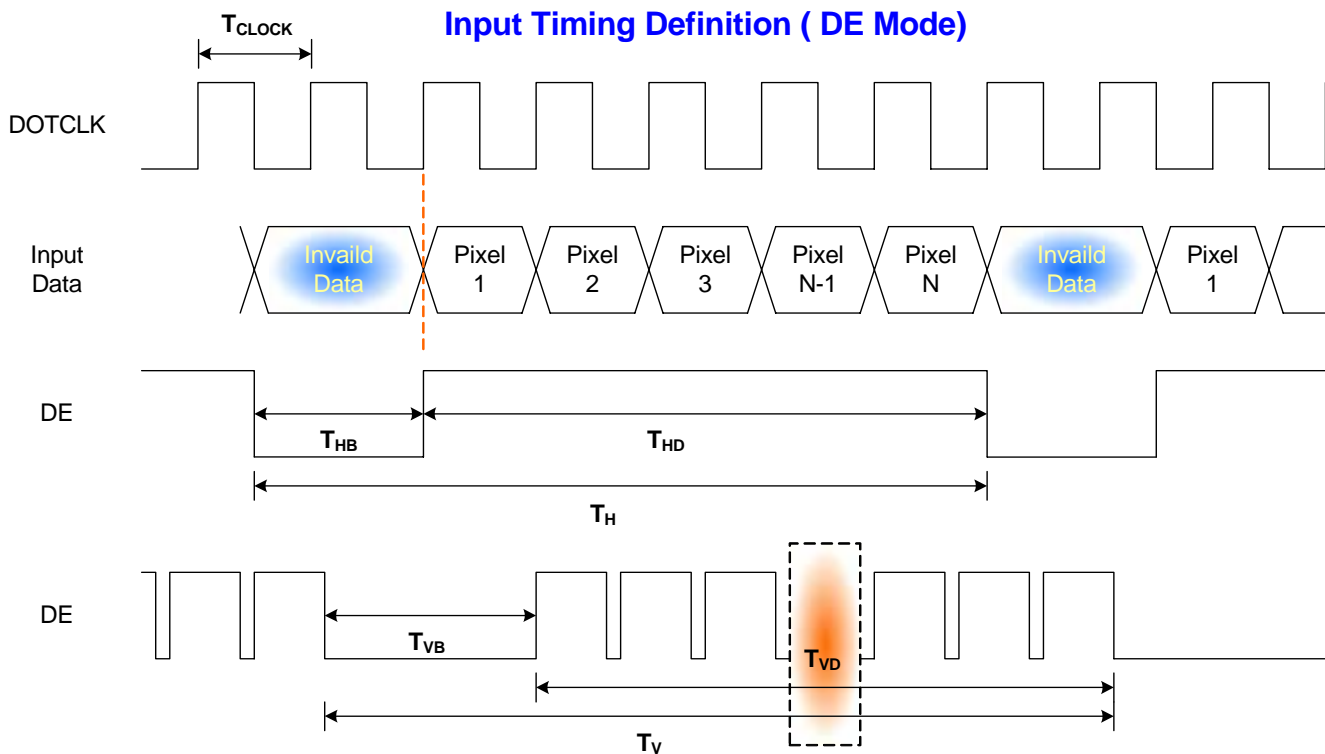 Input Timing Definition ( DE Mode)
TCLOCK
DOTCLK
Input
Data
Invaild
Data
Pixel
1
Pixel
2
Pixel
3
Pixel
N-1
Pixel
N
Invaild
Data
Pixel
1
DE
THB
THD
TH
DE
TVB
TVD
TV